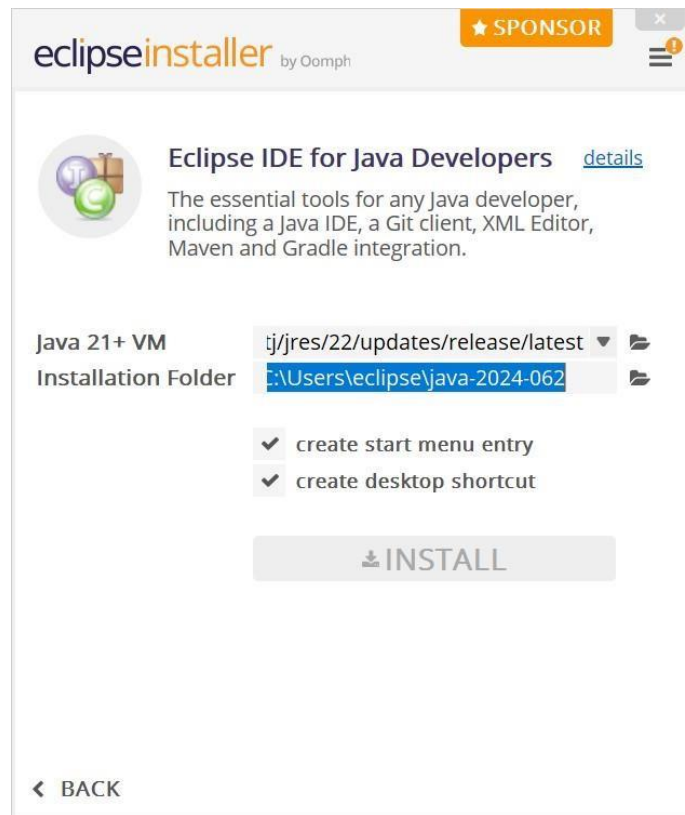 ★ SPONSOR
eclipseinstaller by Oomph
Eclipse IDE for Java Developers details
The essential tools for any Java developer,
including a Java IDE, a Git client, XML Editor,
Maven and Gradle integration.
Java 21+ VM tj/jres/22/updates/release/latest
Installation Folder C:\Users\eclipse\java-2024-062
create start menu entry
create desktop shortcut
INSTALL
BACK